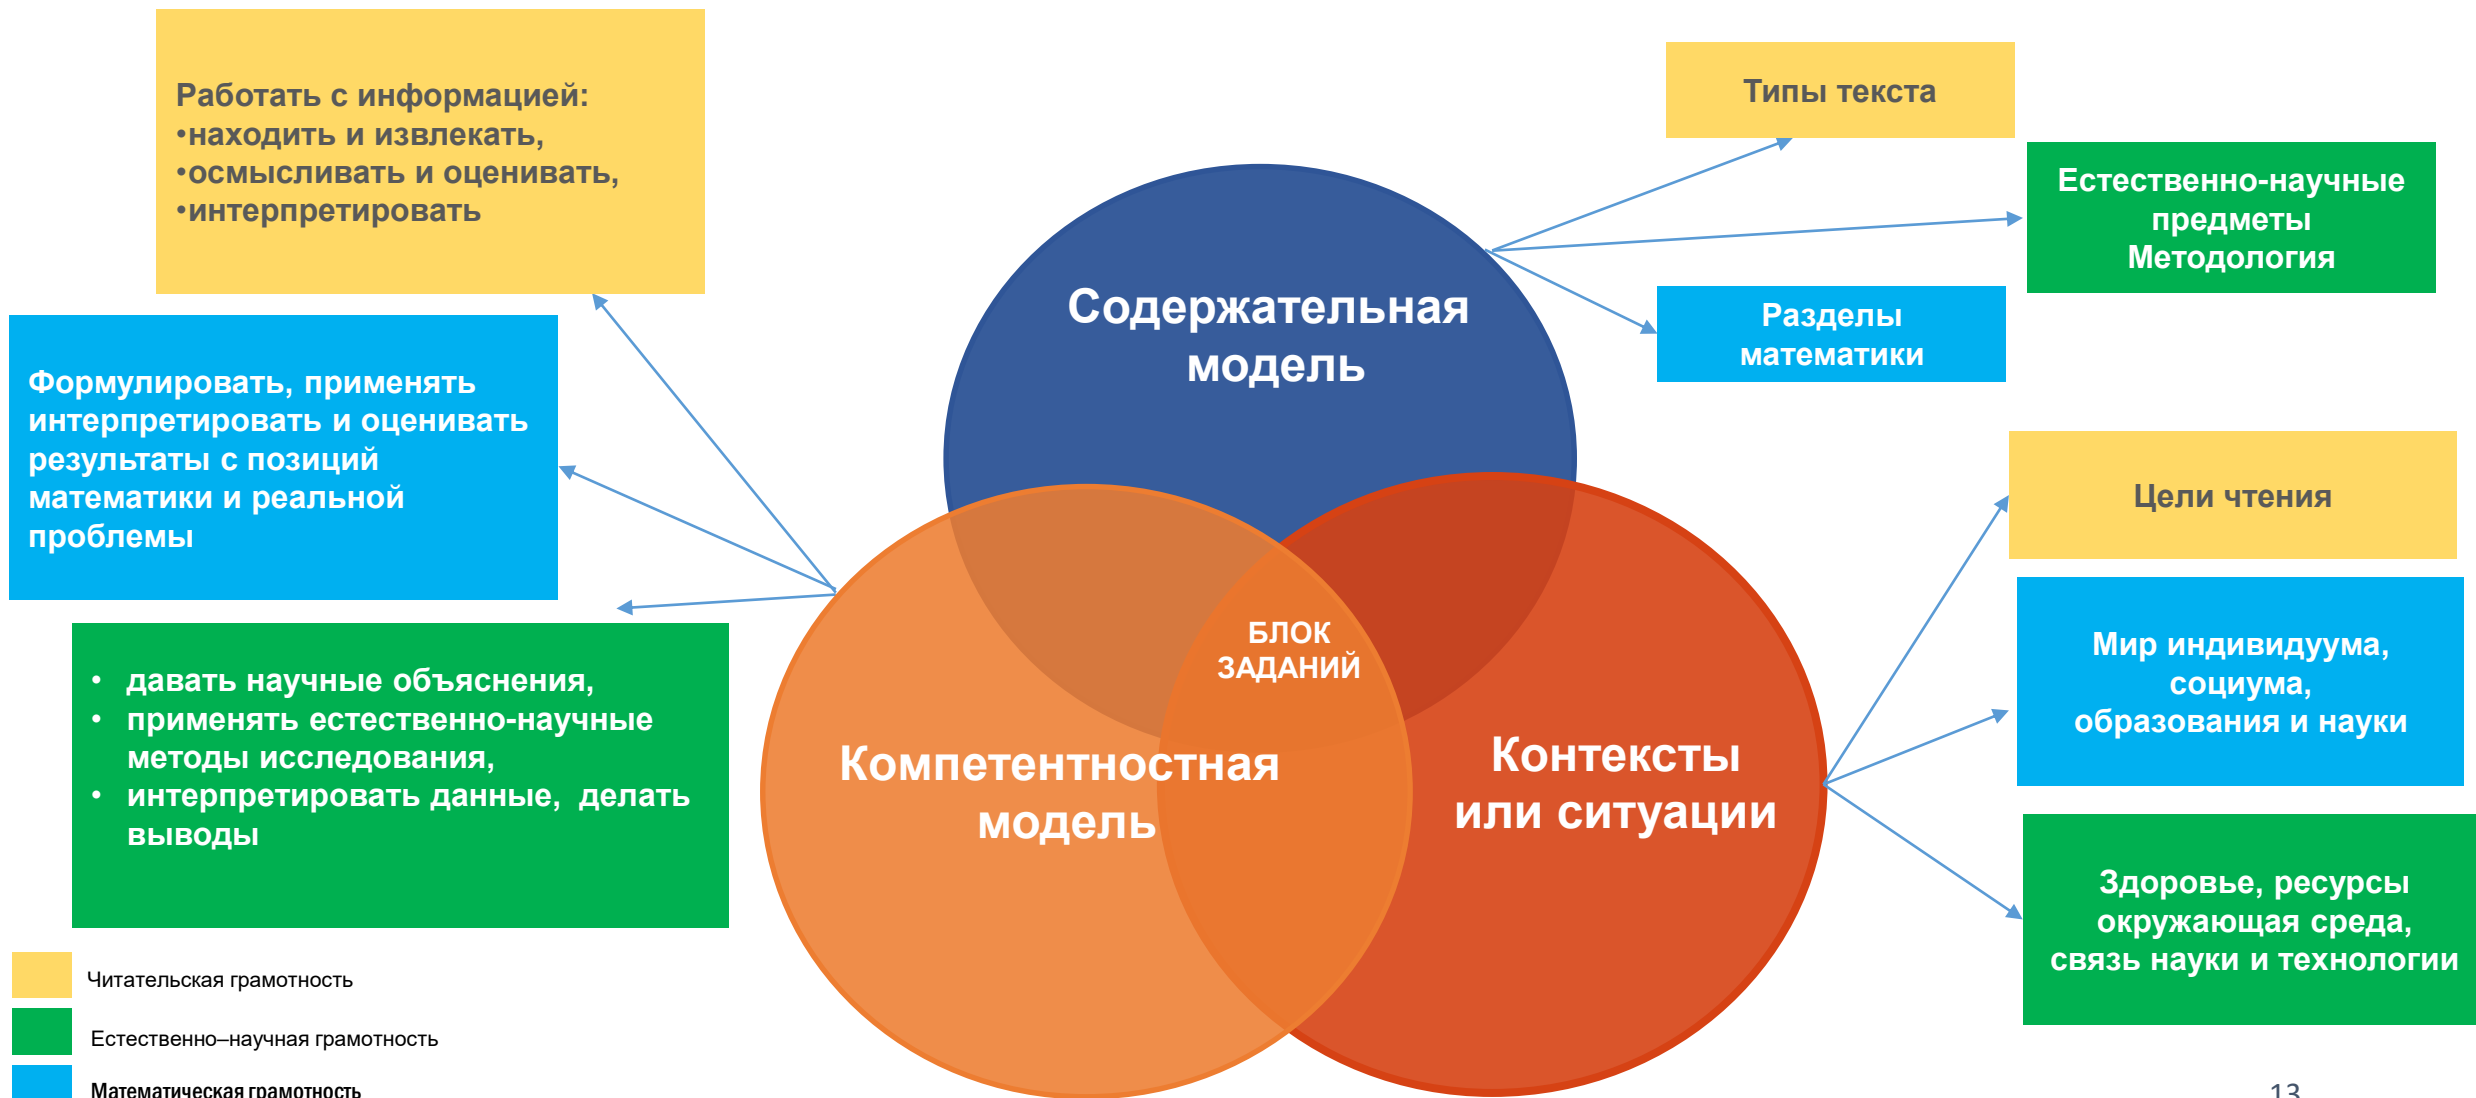 Работать с информацией:
•находить и извлекать,
•осмысливать и оценивать,
•интерпретировать
Формулировать, применять
интерпретировать и оценивать
результаты с позиций
математики и реальной
проблемы
• давать научные объяснения,
• применять естественно-научные
методы исследования,
• интерпретировать данные, делать
выводы
Содержательная
модель
БЛОК
ЗАДАНИЙ
Компетентностная
модель
Контексты
или ситуации
Типы текста
Естественно-научные
предметы
Методология
Разделы
математики
Цели чтения
Мир индивидуума,
социума,
образования и науки
Здоровье, ресурсы
окружающая среда,
связь науки и технологии
Читательская грамотность
Естественно–научная грамотность
Математическая грамотность
13